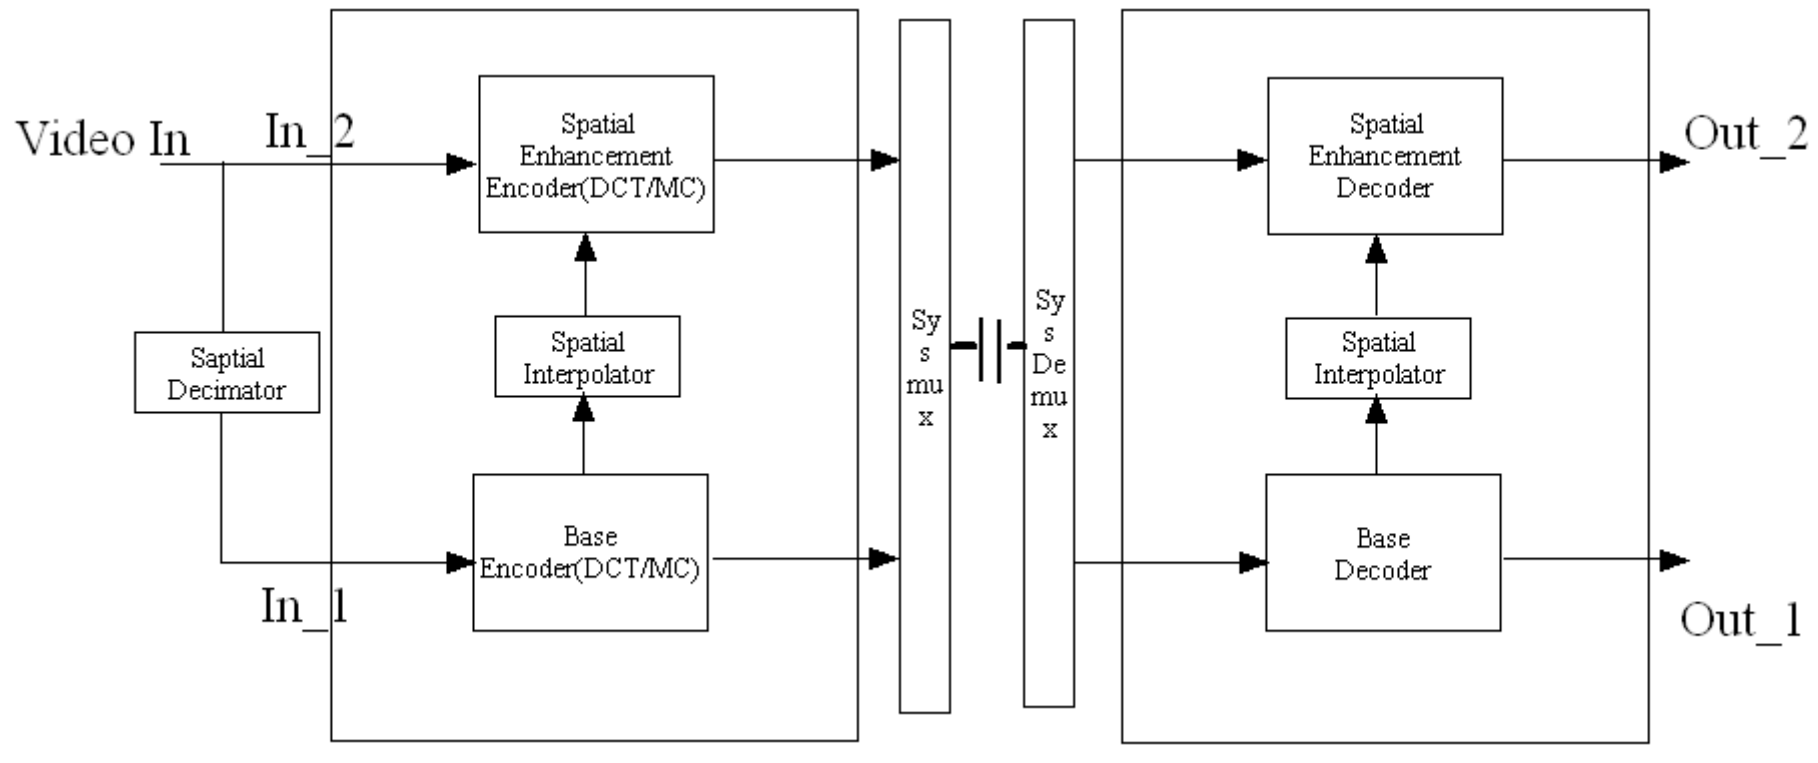 Video In
In_2
Spatial
Enhancement
Encoder(DCT/MC)
Saptial
Decimator
Spatial
Interpolator
In_1
Base
Encoder(DCT/MC)
Sy
s
mu
x
Sy
s
De
mu
x
Spatial
Enhancement
Decoder
Out_2
Spatial
Interpolator
Base
Decoder
Out_1